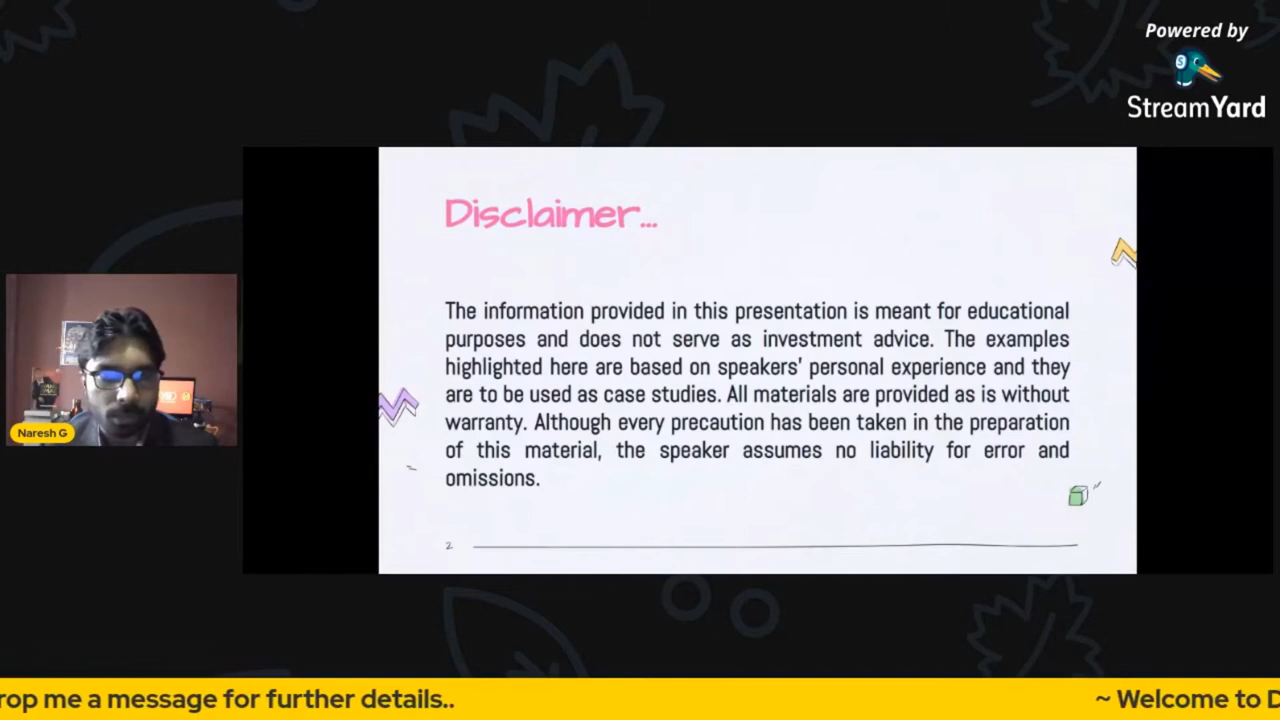 Powered by
StreamYard
Disclaimer...
The information provided in this presentation is meant for educational
purposes and does not serve as investment advice. The examples
highlighted here are based on speakers' personal experience and they
are to be used as case studies. All materials are provided as is without
warranty. Although every precaution has been taken in the preparation
of this material, the speaker assumes no liability for error and
omissions.
2
Naresh G
rop me a message for further details..
~ Welcome to D